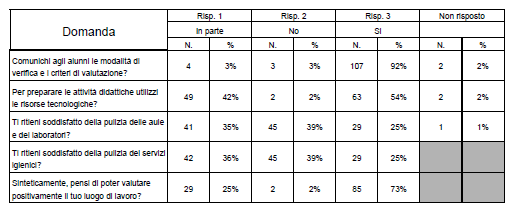 Domanda Risp. 1 Risp. 2 Risp. 3 Non risposto
In parte No Si
N. % N. % N. % N. %
Comunichi agli alunni le modalità di
verifica e i criteri di valutazione? 4 3% 3 3% 107 92% 2 2%
Per preparare le attività didattiche utilizzi
le risorse tecnologiche? 49 42% 2 2% 63 54% 2 2%
Ti ritieni soddisfatto della pulizia delle aule
e dei laboratori? 41 35% 45 39% 29 25% 1 1%
Ti ritieni soddisfatto della pulizia dei servizi
igienici? 42 36% 45 39% 29 25%
Sinteticamente, pensi di poter valutare
positivamente il tuo luogo di lavoro? 29 25% 2 2% 85 73%